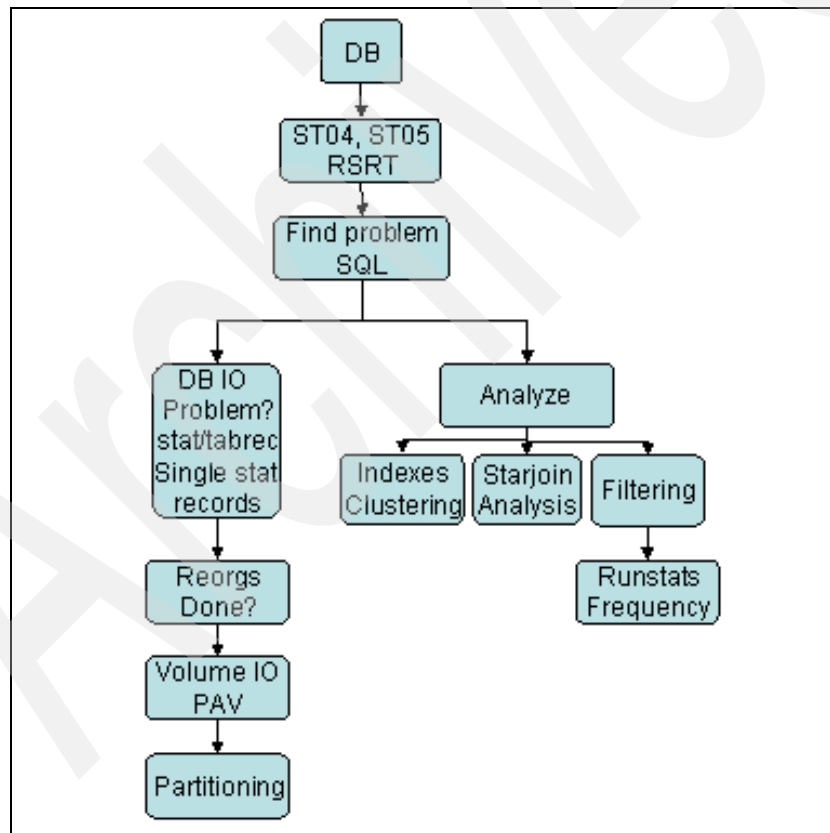 DB
ST04, ST05
RSRT
Find problem
SQL
DB IO
Problem?
stat/tabrec
Single stat
records
Analyze
Indexes
Clustering
Starjoin
Analysis
Filtering
Reorgs
Done?
Runstats
Frequency
Volume IO
PAV
Partitioning